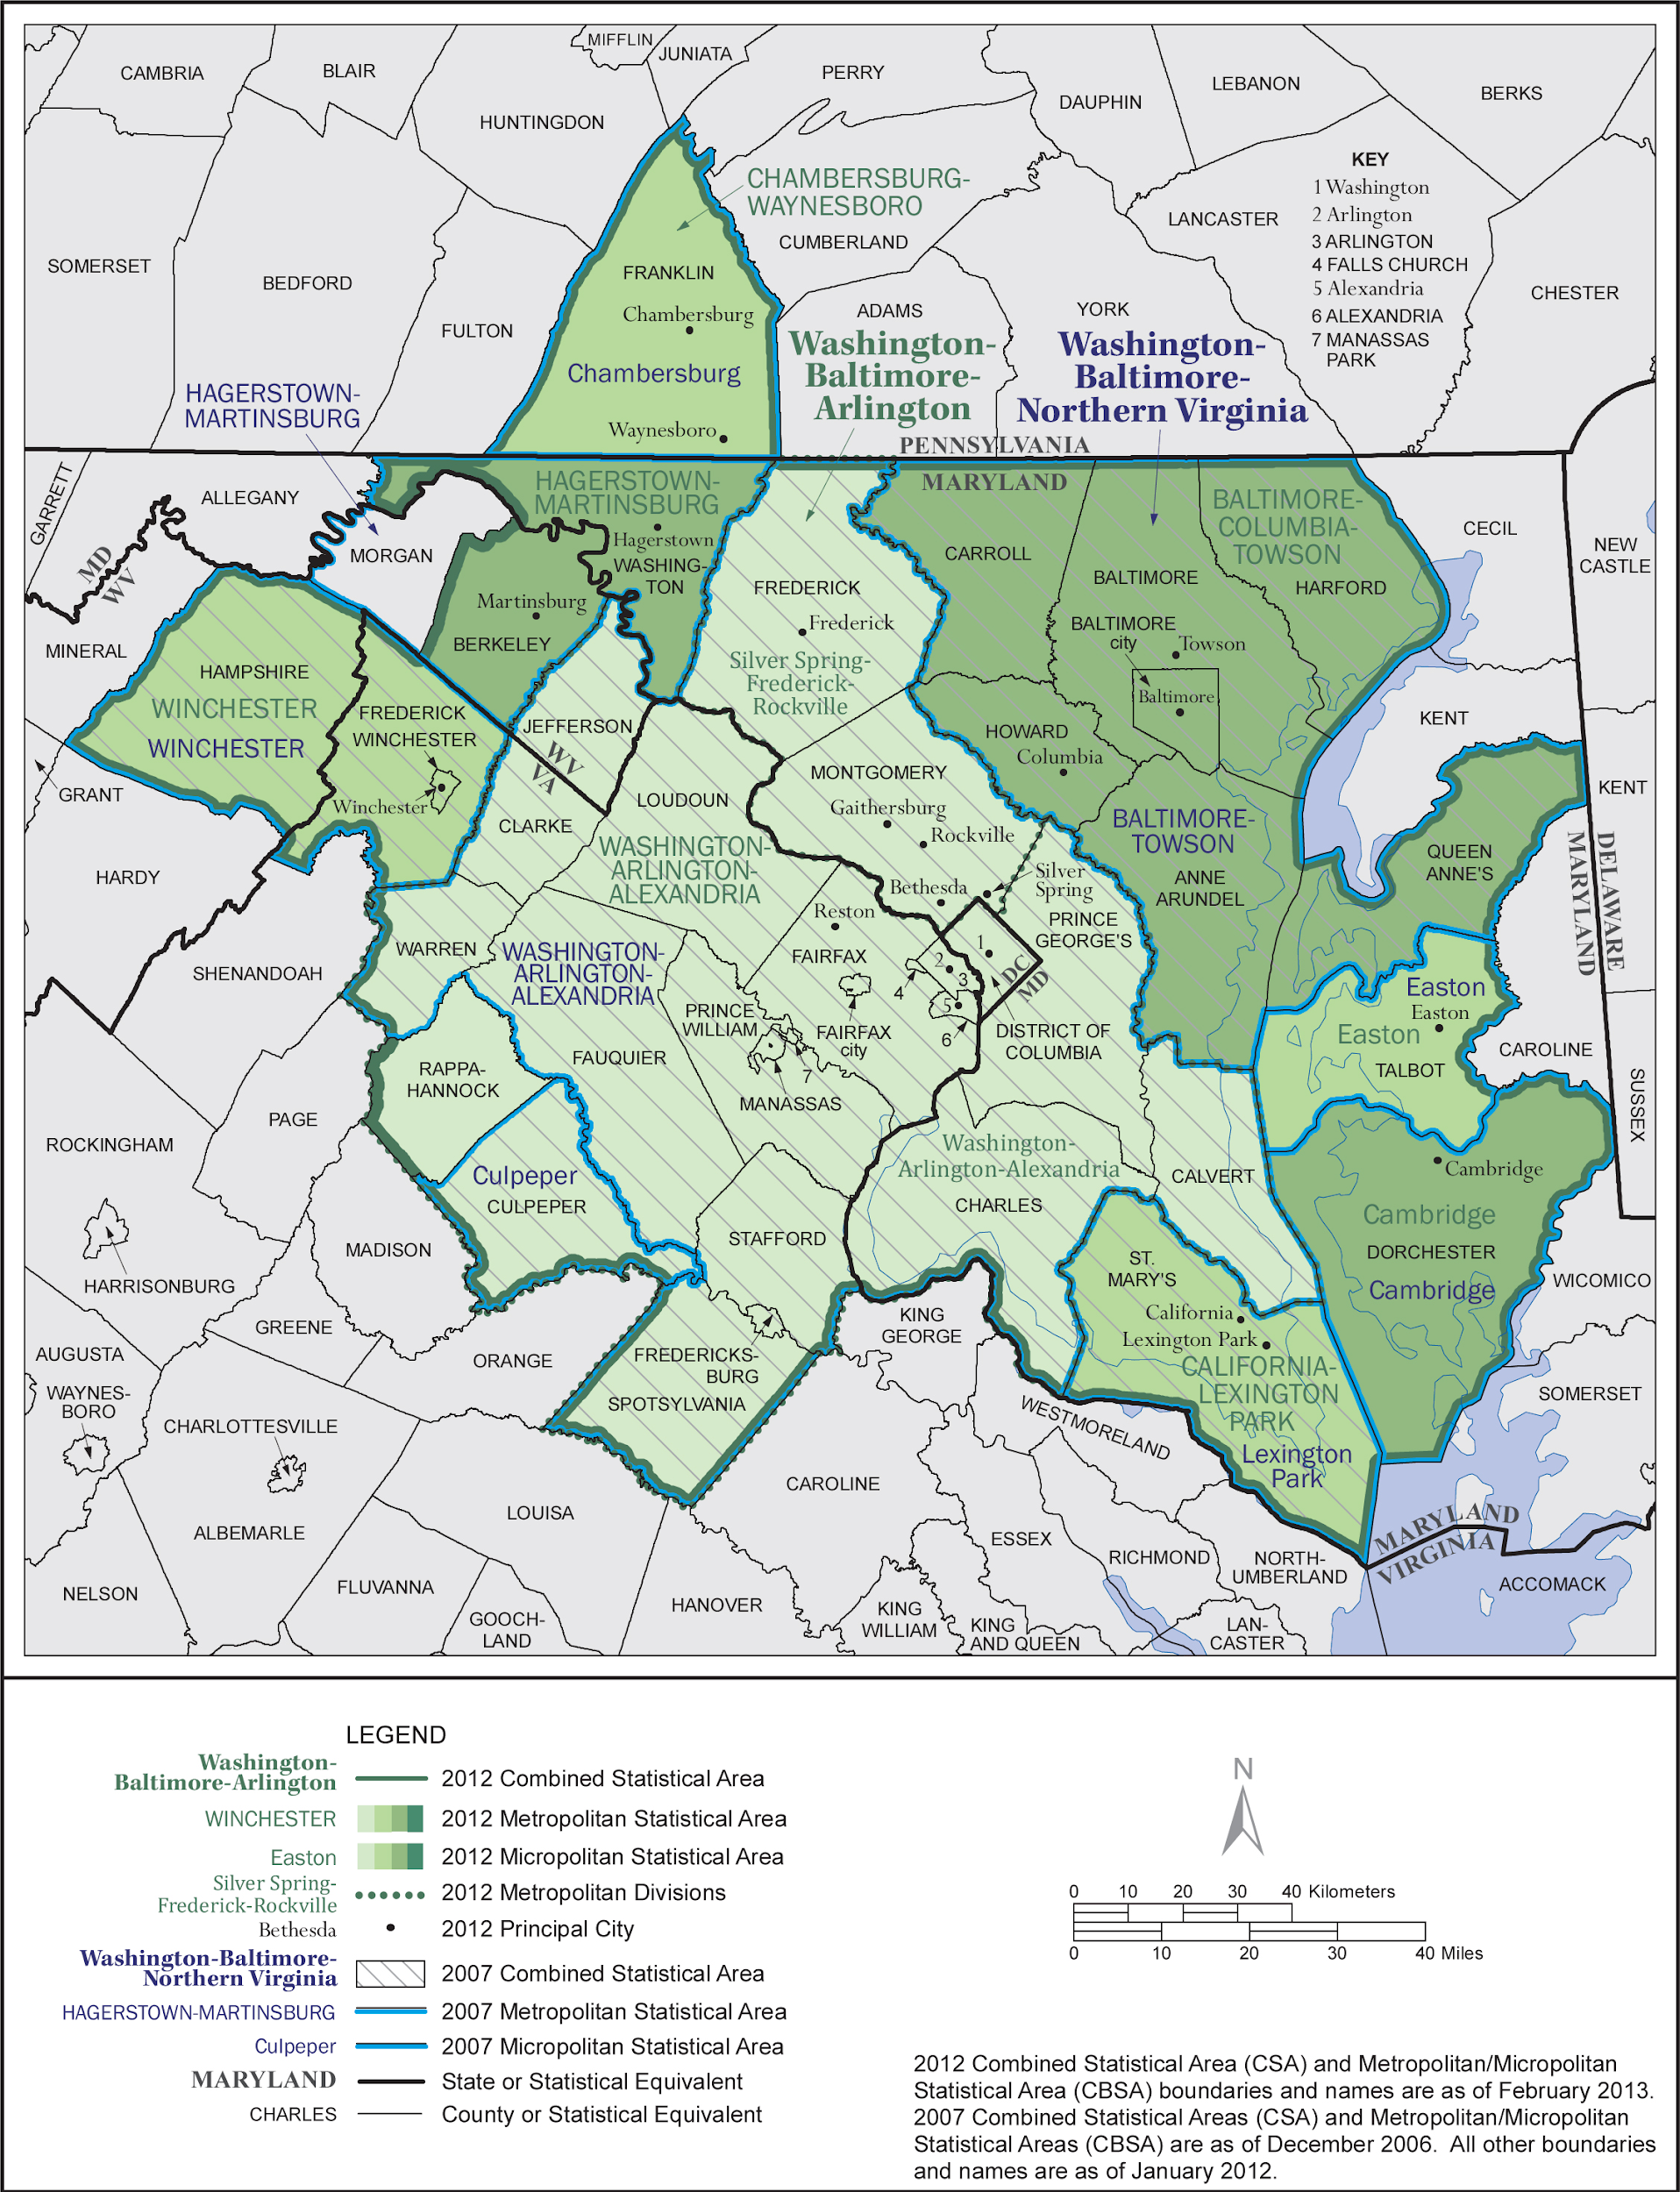 MIFFLIN
JUNIATA
CAMBRIA
BLAIR
PERRY
LEBANON
BERKS
DAUPHIN
HUNTINGDON
KEY
1 Washington
2 Arlington
3 ARLINGTON
4 FALLS CHURCH
5 Alexandria
6 ALEXANDRIA
7 MANASSAS
PARK
CHAMBERSBURG-
WAYNESBORO
LANCASTER
CUMBERLAND
SOMERSET
BEDFORD
FRANKLIN
Chambersburg
FULTON
ADAMS
YORK
CHESTER
Washington-
Baltimore-
Arlington
Washington-
Baltimore-
Northern Virginia
Chambersburg
HAGERSTOWN-
MARTINSBURG
Waynesboro
PENNSYLVANIA
MARYLAND
GARRETT
ALLEGANY
HAGERSTOWN-
MARTINSBURG
BALTIMORE-
COLUMBIA-
TOWSON
CECIL
NEW
CASTLE
MD
WV
MORGAN
Hagerstown
WASHING-
TON
CARROLL
BALTIMORE
HARFORD
FREDERICK
Frederick
Martinsburg
BERKELEY
BALTIMORE
city
Towson
MINERAL
HAMPSHIRE
Silver Spring-
Frederick-
Rockville
Baltimore
WINCHESTER
WINCHESTER
FREDERICK
WINCHESTER
JEFFERSON
WV
VA
HOWARD
Columbia
KENT
GRANT
Winchester
MONTGOMERY
Gaithersburg
Rockville
LOUDOUN
CLARKE
BALTIMORE-
TOWSON
KENT
WASHINGTON-
ARLINGTON-
ALEXANDRIA
HARDY
Silver
Spring
Bethesda
ANNE
ARUNDEL
QUEEN
ANNE'S
DELAWARE
MARYLAND
Reston
PRINCE
GEORGE'S
WARREN
WASHINGTON-
ARLINGTON-
ALEXANDRIA
FAIRFAX
1
2
3
4
5
6
7
DC
MD
SHENANDOAH
PRINCE
WILLIAM
FAIRFAX
city
DISTRICT OF
COLUMBIA
Easton
Easton
Easton
TALBOT
CAROLINE
FAUQUIER
RAPPA-
HANNOCK
MANASSAS
SUSSEX
PAGE
ROCKINGHAM
Washington-
Arlington-Alexandria
CHARLES
CALVERT
Culpeper
CULPEPER
Cambridge
Cambridge
DORCHESTER
Cambridge
STAFFORD
MADISON
ST.
MARY'S
HARRISONBURG
WICOMICO
California
Lexington Park
KING
GEORGE
GREENE
AUGUSTA
ORANGE
FREDERICKS-
BURG
SPOTSYLVANIA
CALIFORNIA-
LEXINGTON
PARK
Lexington
Park
WAYNES-
BORO
CHARLOTTESVILLE
WESTMORELAND
SOMERSET
CAROLINE
LOUISA
ALBEMARLE
ESSEX
MARYLAND
VIRGINIA
RICHMOND
NORTH-
UMBERLAND
ACCOMACK
NELSON
FLUVANNA
GOOCH-
LAND
HANOVER
KING
WILLIAM
KING
AND QUEEN
LAN-
CASTER
LEGEND
Washington-
Baltimore-Arlington
2012 Combined Statistical Area
WINCHESTER
2012 Metropolitan Statistical Area
Easton
2012 Micropolitan Statistical Area
Silver Spring-
Frederick-Rockville
2012 Metropolitan Divisions
Bethesda
2012 Principal City
Washington-Baltimore-
Northern Virginia
2007 Combined Statistical Area
HAGERSTOWN-MARTINSBURG
2007 Metropolitan Statistical Area
Culpeper
2007 Micropolitan Statistical Area
MARYLAND
State or Statistical Equivalent
CHARLES
County or Statistical Equivalent
N
0 10 20 30 40 Kilometers
0 10 20 30 40 Miles
2012 Combined Statistical Area (CSA) and Metropolitan/Micropolitan
Statistical Area (CBSA) boundaries and names are as of February 2013.
2007 Combined Statistical Areas (CSA) and Metropolitan/Micropolitan
Statistical Areas (CBSA) are as of December 2006. All other boundaries
and names are as of January 2012.